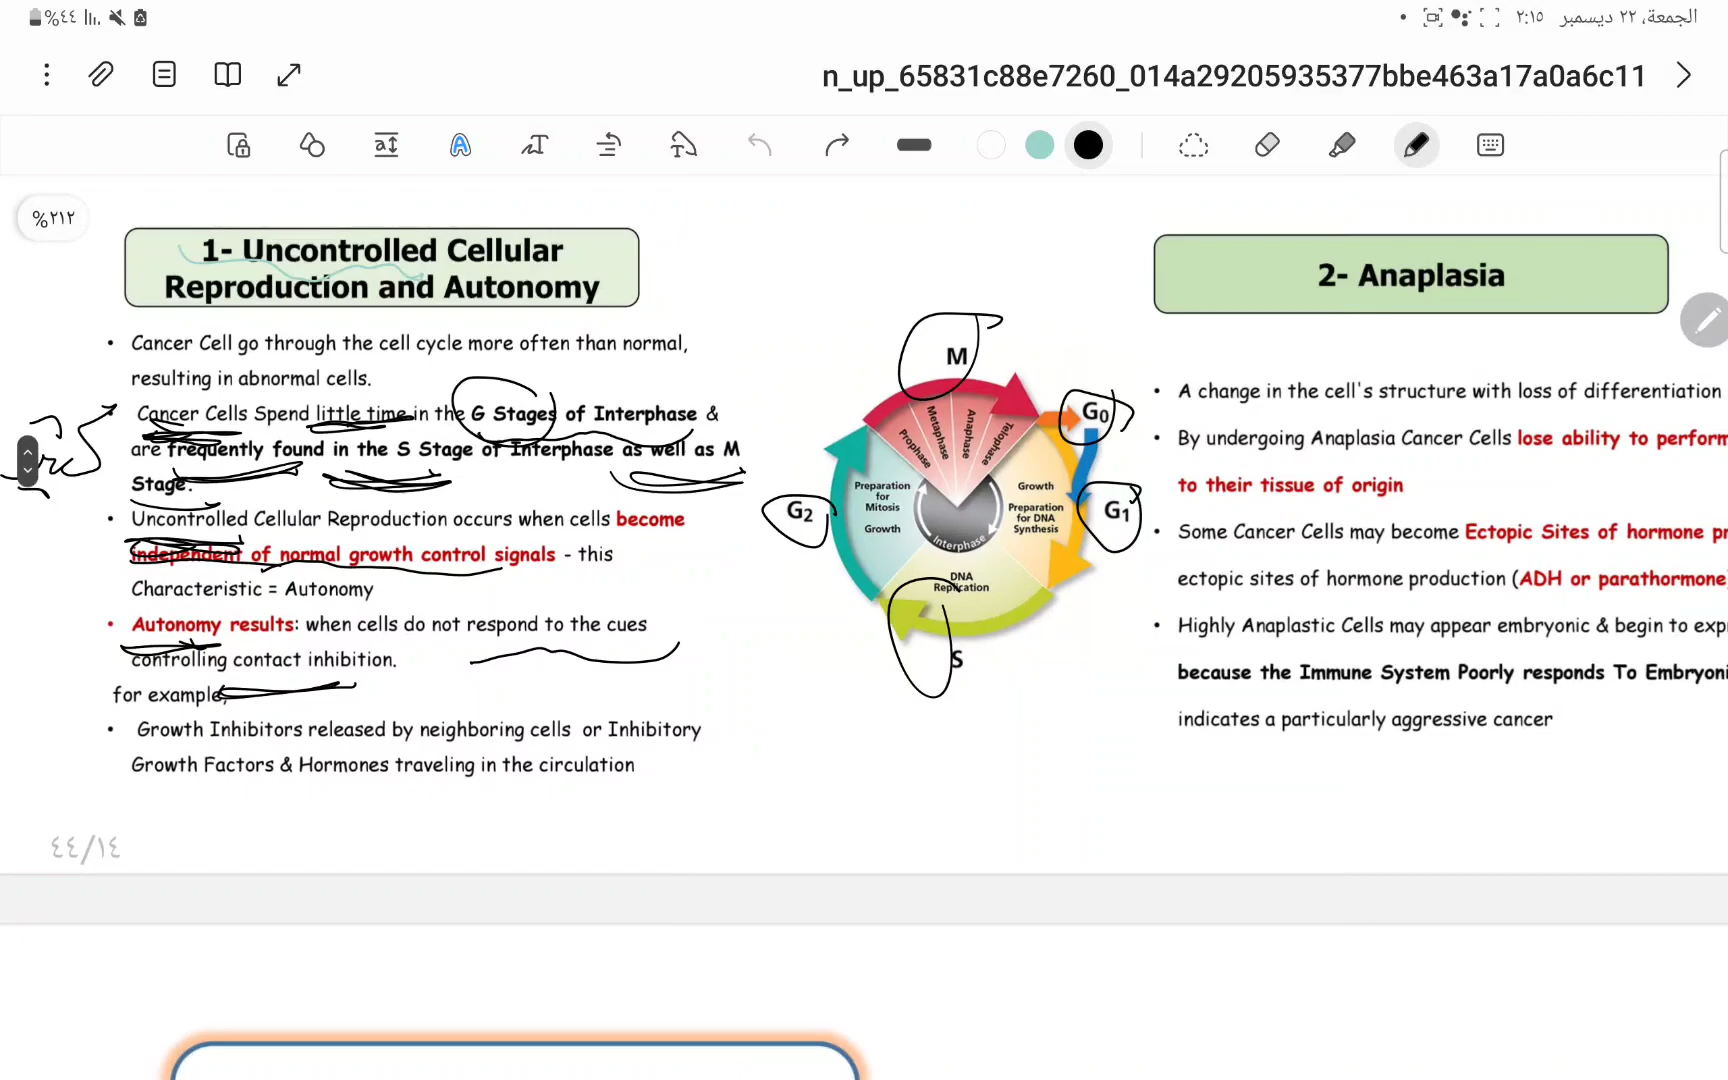 %٤٤
٢:١٥ الجمعة، ٢٢ ديسمبر
n_up_65831c88e7260_014a29205935377bbe463a17a0a6c11
%٢١٢
1- Uncontrolled Cellular
Reproduction and Autonomy
• Cancer Cell go through the cell cycle more often than normal,
resulting in abnormal cells.
• Cancer Cells Spend little time in the G Stages of Interphase &
are frequently found in the S Stage of Interphase as well as M
Stage.
• Uncontrolled Cellular Reproduction occurs when cells become
independent of normal growth control signals - this
Characteristic = Autonomy
• Autonomy results: when cells do not respond to the cues
controlling contact inhibition.
for example,
• Growth Inhibitors released by neighboring cells or Inhibitory
Growth Factors & Hormones traveling in the circulation
M
G0
G1
S
G2
Prophase
Metaphase
Anaphase
Telophase
Growth
Preparation
for DNA
Synthesis
DNA
Replication
Preparation
for
Mitosis
Growth
Interphase
2- Anaplasia
• A change in the cell's structure with loss of differentiation
• By undergoing Anaplasia Cancer Cells lose ability to perform
to their tissue of origin
• Some Cancer Cells may become Ectopic Sites of hormone pr
ectopic sites of hormone production (ADH or parathormone
• Highly Anaplastic Cells may appear embryonic & begin to exp
because the Immune System Poorly responds To Embryoni
indicates a particularly aggressive cancer
٤٤/١٤